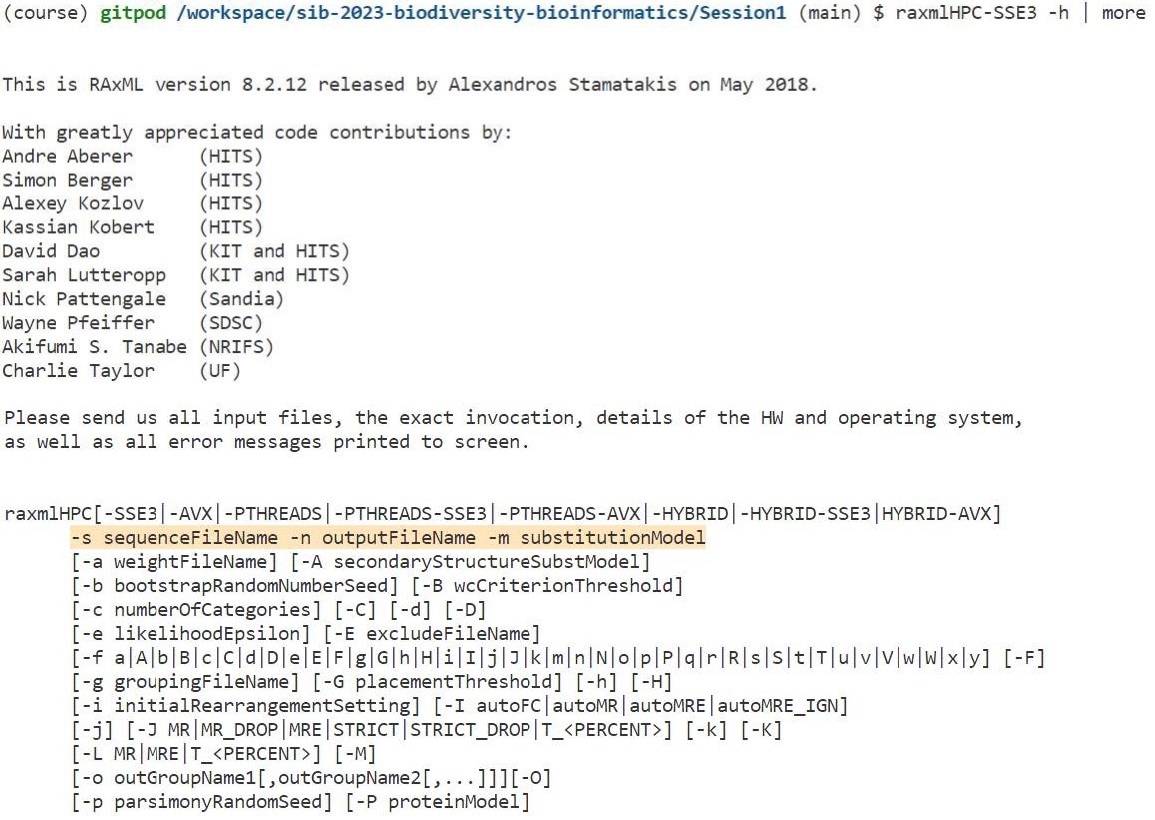 (course) gitpod /workspace/sib-2023-biodiversity-bioinformatics/Session1 (main) $ raxmlHPC-SSE3 -h | more
This is RAxML version 8.2.12 released by Alexandros Stamatakis on May 2018.
With greatly appreciated code contributions by:
Andre Aberer      (HITS)
Simon Berger      (HITS)
Alexey Kozlov     (HITS)
Kassian Kobert    (HITS)
David Dao         (KIT and HITS)
Sarah Lutteropp   (KIT and HITS)
Nick Pattengale   (Sandia)
Wayne Pfeiffer    (SDSC)
Akifumi S. Tanabe (NRIFS)
Charlie Taylor    (UF)
Please send us all input files, the exact invocation, details of the HW and operating system,
as well as all error messages printed to screen.
raxmlHPC[-SSE3|-AVX|-PTHREADS|-PTHREADS-SSE3|-PTHREADS-AVX|-HYBRID|-HYBRID-SSE3|HYBRID-AVX]
-s sequenceFileName -n outputFileName -m substitutionModel
[-a weightFileName] [-A secondaryStructureSubstModel]
[-b bootstrapRandomNumberSeed] [-B wcCriterionThreshold]
[-c numberOfCategories] [-C] [-d] [-D]
[-e likelihoodEpsilon] [-E excludeFileName]
[-f a|A|b|B|c|C|d|D|e|E|F|g|G|h|H|i|I|j|J|k|m|n|N|o|p|P|q|r|R|s|S|t|T|u|v|V|w|W|x|y] [-F]
[-g groupingFileName] [-G placementThreshold] [-h] [-H]
[-i initialRearrangementSetting] [-I autoFC|autoMR|autoMRE|autoMRE_IGN]
[-j] [-J MR|MR_DROP|MRE|STRICT|STRICT_DROP|T_<PERCENT>] [-k] [-K]
[-L MR|MRE|T_<PERCENT>] [-M]
[-o outGroupName1[,outGroupName2[,...]]][-O]
[-p parsimonyRandomSeed] [-P proteinModel]